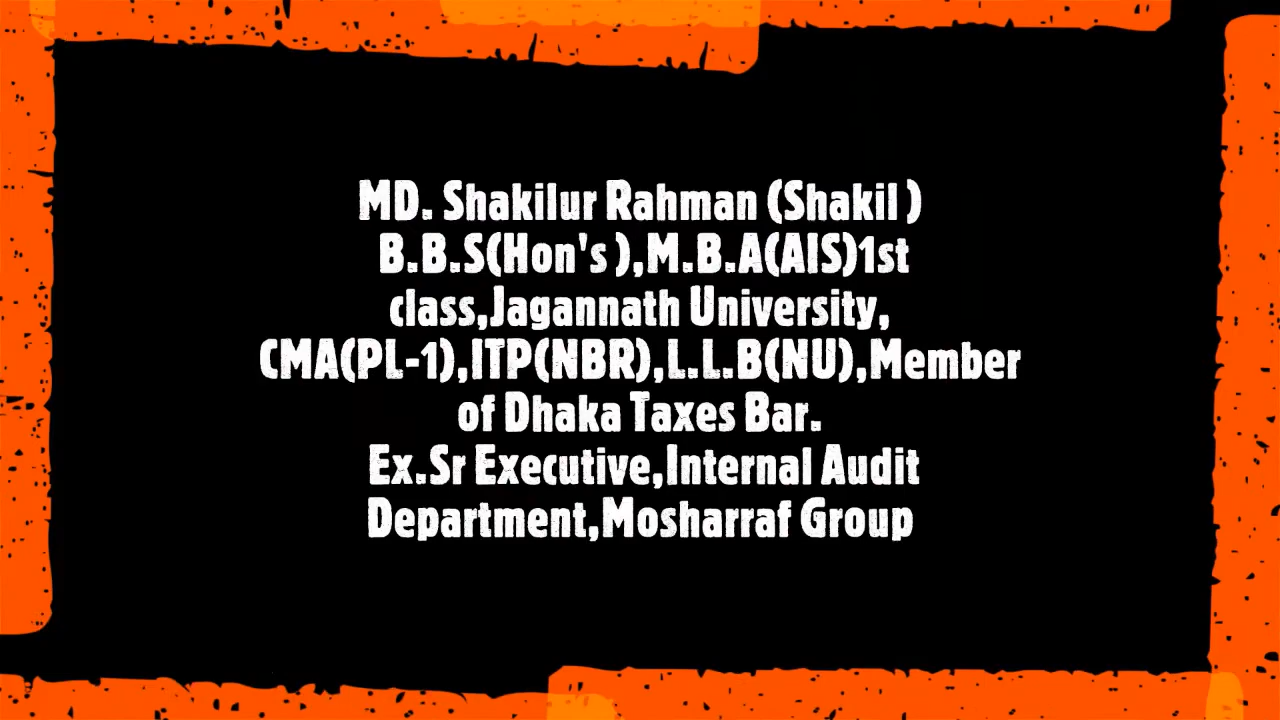 MD. Shakilur Rahman (Shakil )
B.B.S(Hon's ),M.B.A(AIS)1st
class,Jagannath University,
CMA(PL-1),ITP(NBR),L.L.B(NU),Member
of Dhaka Taxes Bar.
Ex.Sr Executive,Internal Audit
Department,Mosharraf Group